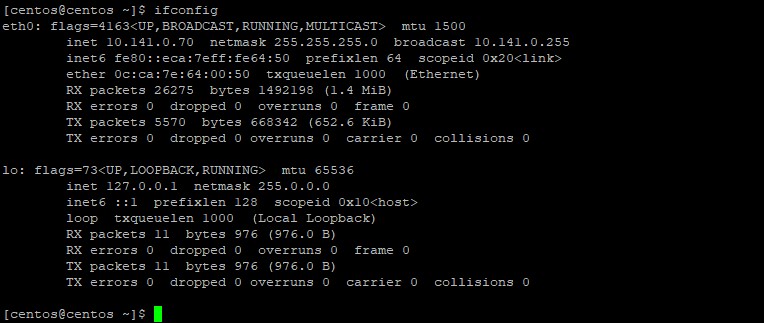 [centos@centos ~]$ ifconfig
eth0: flags=4163<UP,BROADCAST,RUNNING,MULTICAST>  mtu 1500
        inet 10.141.0.70  netmask 255.255.255.0  broadcast 10.141.0.255
        inet6 fe80::eca:7eff:fe64:50  prefixlen 64  scopeid 0x20<link>
        ether 0c:ca:7e:64:00:50  txqueuelen 1000  (Ethernet)
        RX packets 26275  bytes 1492198 (1.4 MiB)
        RX errors 0  dropped 0  overruns 0  frame 0
        TX packets 5570  bytes 668342 (652.6 KiB)
        TX errors 0  dropped 0 overruns 0  carrier 0  collisions 0

lo: flags=73<UP,LOOPBACK,RUNNING>  mtu 65536
        inet 127.0.0.1  netmask 255.0.0.0
        inet6 ::1  prefixlen 128  scopeid 0x10<host>
        loop  txqueuelen 1000  (Local Loopback)
        RX packets 11  bytes 976 (976.0 B)
        RX errors 0  dropped 0  overruns 0  frame 0
        TX packets 11  bytes 976 (976.0 B)
        TX errors 0  dropped 0 overruns 0  carrier 0  collisions 0

[centos@centos ~]$